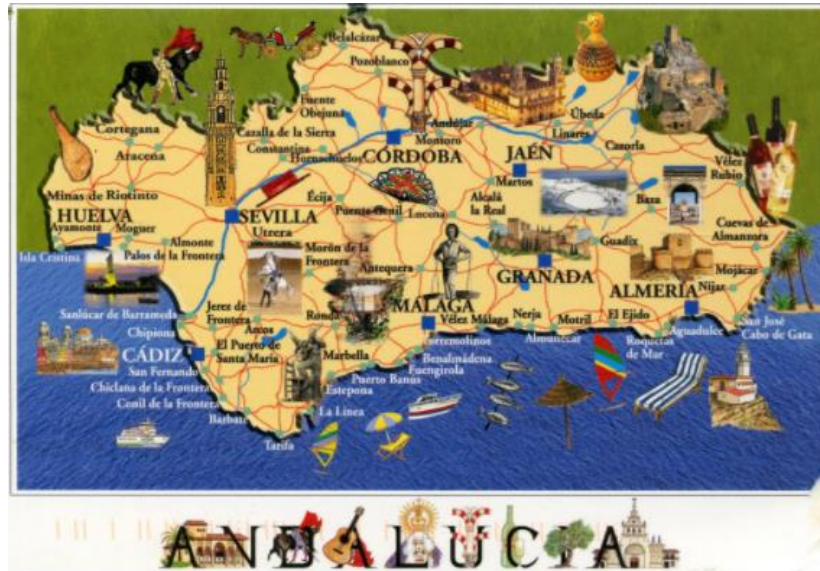 Belalcázar
Pozoblanco
Fuente
Obejuna
Cortegana
Cazalla de la Sierra
Andújar
Úbeda
Linares
Aracena
Constantina
Montoro
Cazorla
Hornachuelos
CÓRDOBA
JAÉN
Vélez
Rubio
Minas de Riotinto
Écija
Martos
HUELVA
SEVILLA
Puente Genil
Lucena
Alcalá
la Real
Baza
Ayamonte
Moguer
Utrera
Cuevas de
Almanzora
Almonte
Morón de la
Frontera
Guadix
Isla Cristina
Palos de la Frontera
Antequera
GRANADA
Mojácar
ALMERÍA
Níjar
Sanlúcar de Barrameda
Jerez de
Frontera
Ronda
MÁLAGA
Vélez Málaga
Nerja
Motril
El Ejido
San José
Chipiona
Arcos
Almuñécar
Aguadulce
Cabo de Gata
CÁDIZ
El Puerto de
Santa María
Torremolinos
Roquetas
de Mar
San Fernando
Marbella
Benalmádena
Fuengirola
Chiclana de la Frontera
Puerto Banús
Estepona
Conil de la Frontera
La Línea
Barbate
Tarifa
ANDALUCIA